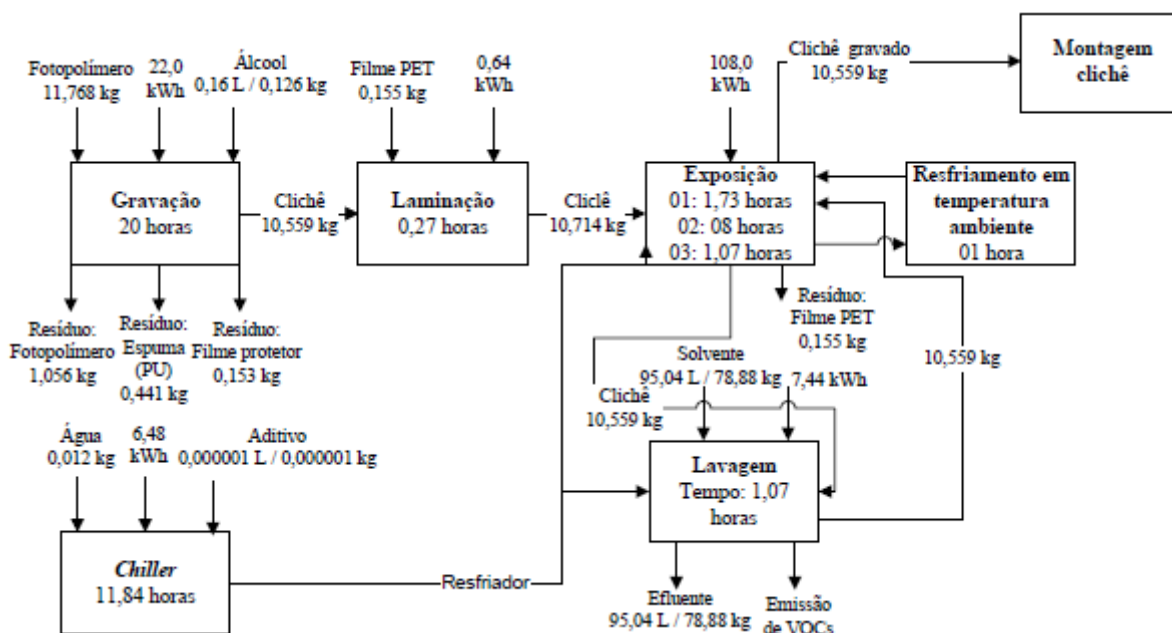 Fotopolímero
11,768 kg
22,0
kWh
Álcool
0,16 L / 0,126 kg
Filme PET
0,155 kg
0,64
kWh
108,0
kWh
Clichê gravado
10,559 kg
Montagem
clichê
Gravação
20 horas
Clichê
10,559 kg
Laminação
0,27 horas
Cliclê
10,714 kg
Exposição
01: 1,73 horas
02: 08 horas
03: 1,07 horas
Resfriamento em
temperatura
ambiente
01 hora
Resíduo:
Fotopolímero
1,056 kg
Resíduo:
Espuma
(PU)
0,441 kg
Resíduo:
Filme protetor
0,153 kg
Resíduo:
Filme PET
0,155 kg
Solvente
95,04 L / 78,88 kg
7,44 kWh
10,559 kg
Clichê
10,559 kg
Água
0,012 kg
6,48
kWh
Aditivo
0,000001 L / 0,000001 kg
Lavagem
Tempo: 1,07
horas
Chiller
11,84 horas
Resfriador
Efluente
95,04 L / 78,88 kg
Emissão
de VOCs